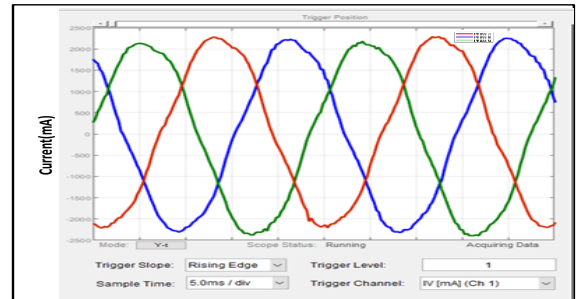 Trigger Position
2500
2000
1500
1000
500
0
-500
-1000
-1500
-2000
-2500
Current(mA)
Mode: Y-t Scope Status: Running Acquiring Data
Trigger Slope: Rising Edge Trigger Level: 1
Sample Time: 5.0ms / div Trigger Channel: IV [mA] (Ch 1)